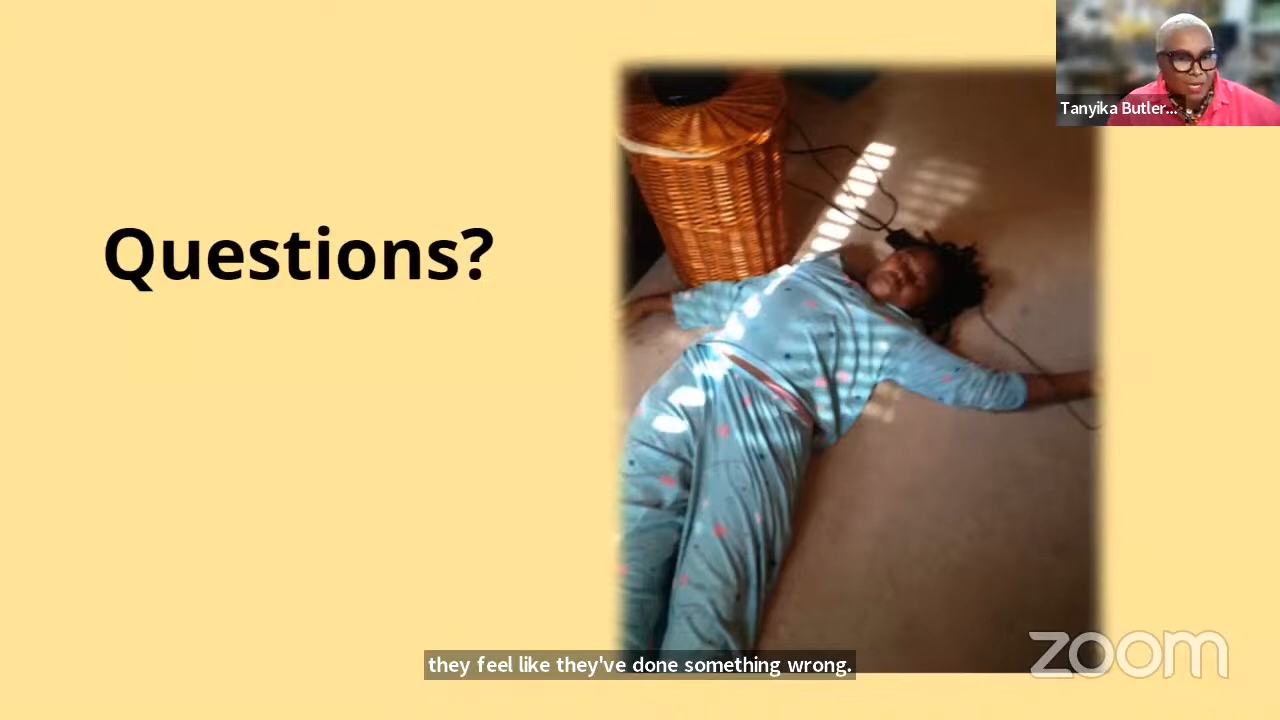 Tanyika Butler...
Questions?
they feel like they've done something wrong.
zoom